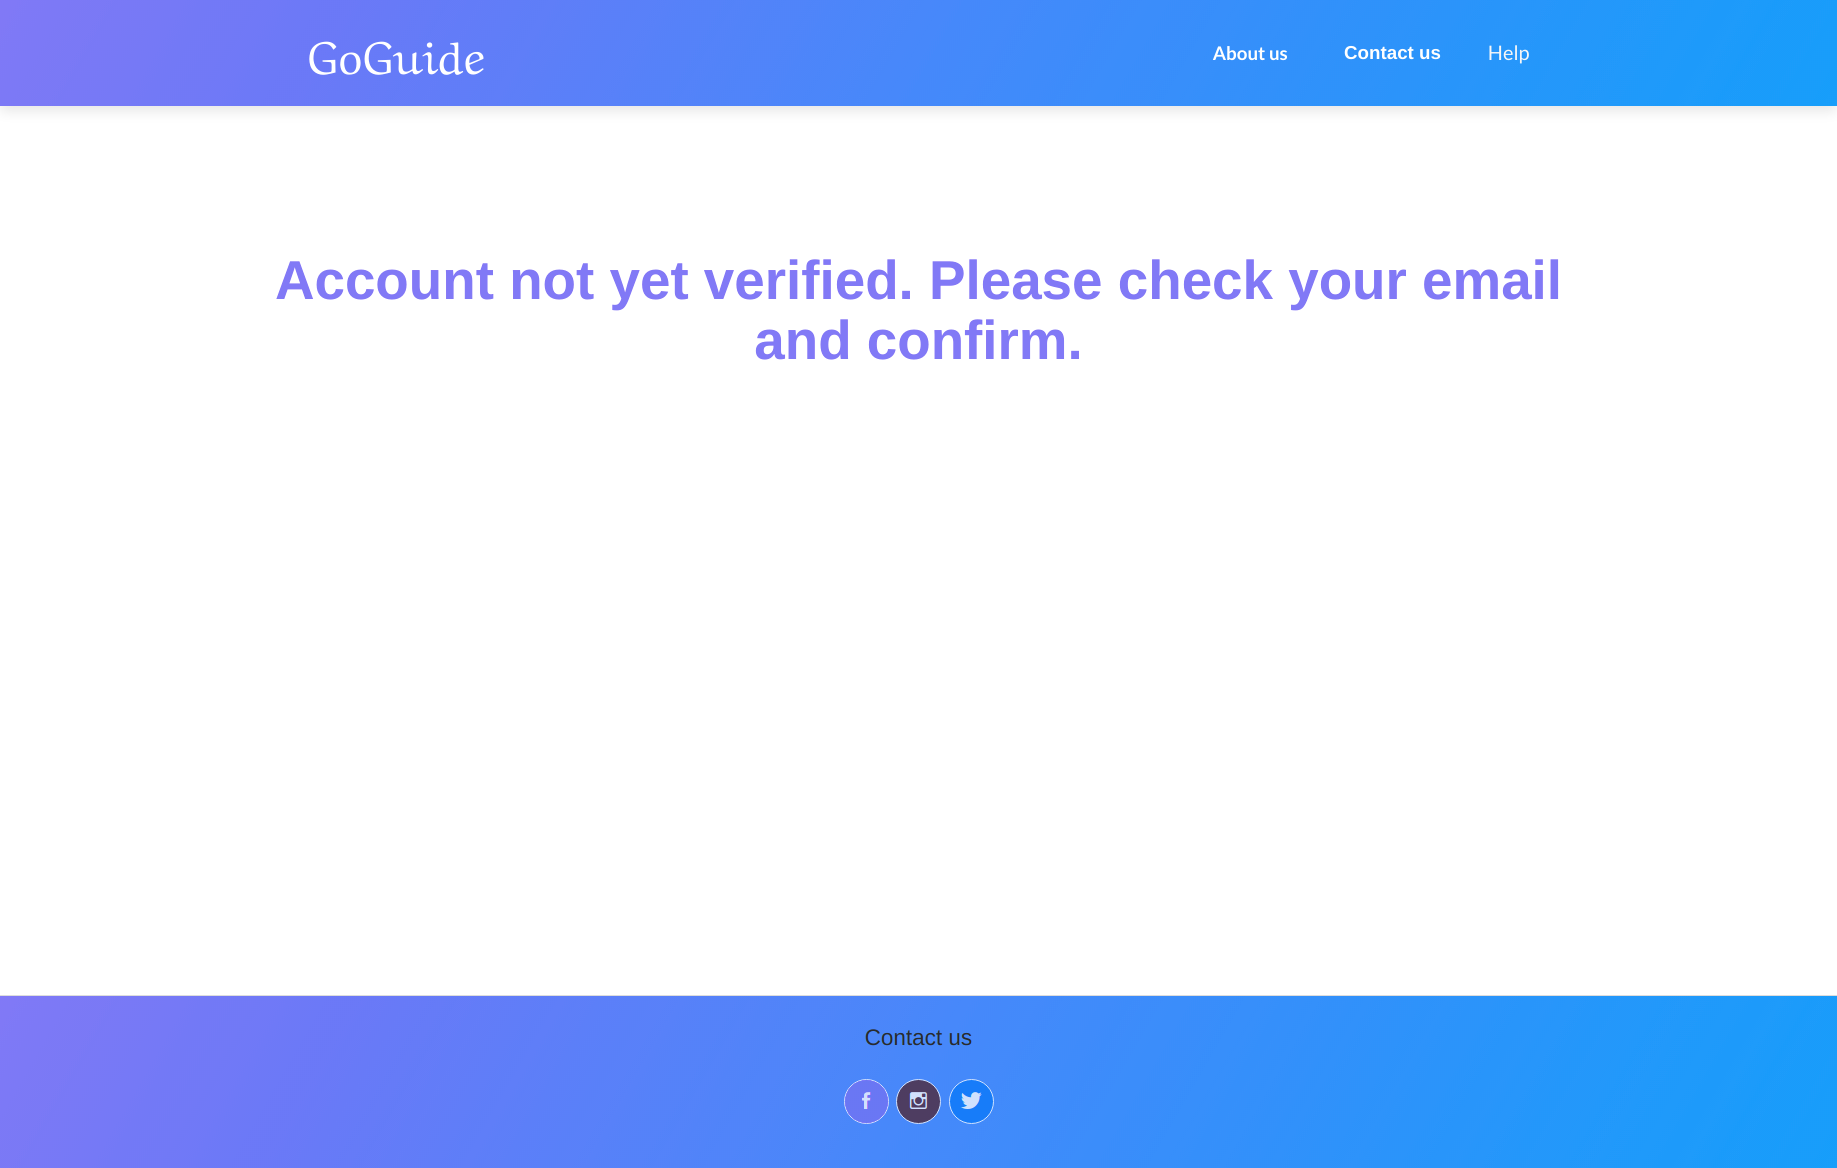 GoGuide
About us
Contact us
Help
Account not yet verified. Please check your email
and confirm.
Contact us